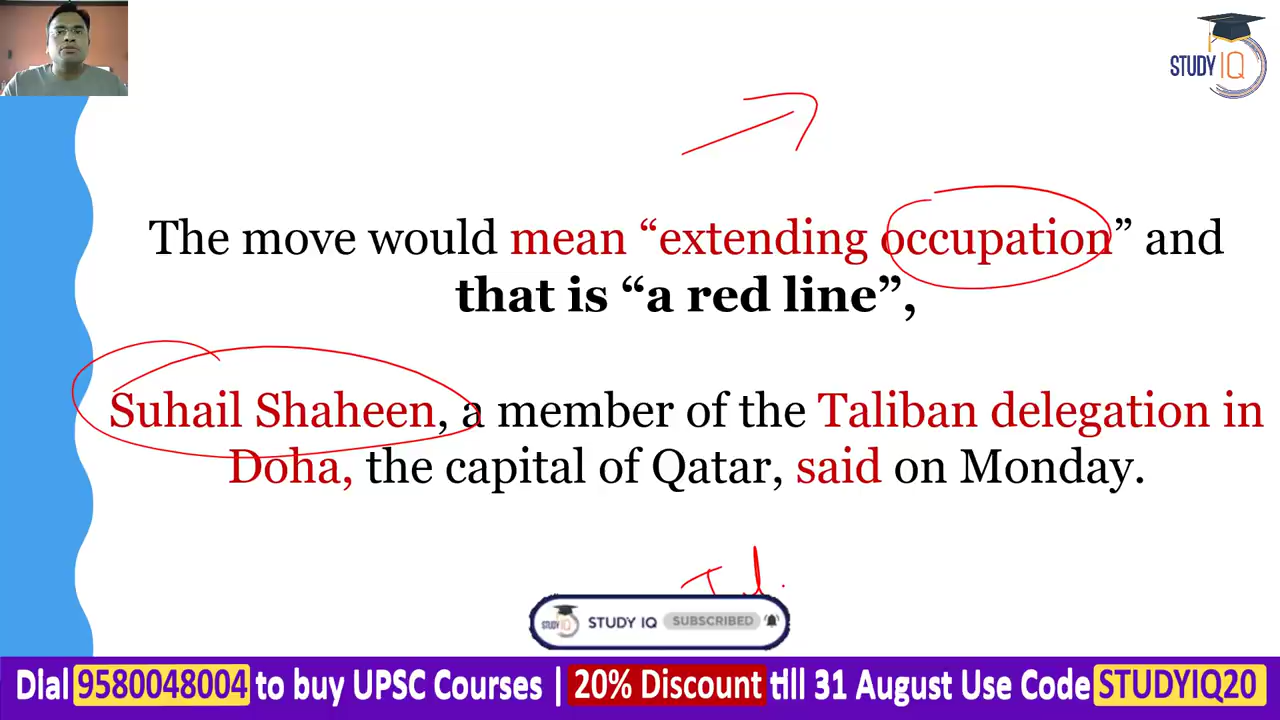 STUDY IQ
The move would mean “extending occupation” and
that is “a red line”,
Suhail Shaheen, a member of the Taliban delegation in
Doha, the capital of Qatar, said on Monday.
STUDY IQ STUDY IQ SUBSCRIBED
Dial 9580048004 to buy UPSC Courses | 20% Discount till 31 August Use Code STUDYIQ20